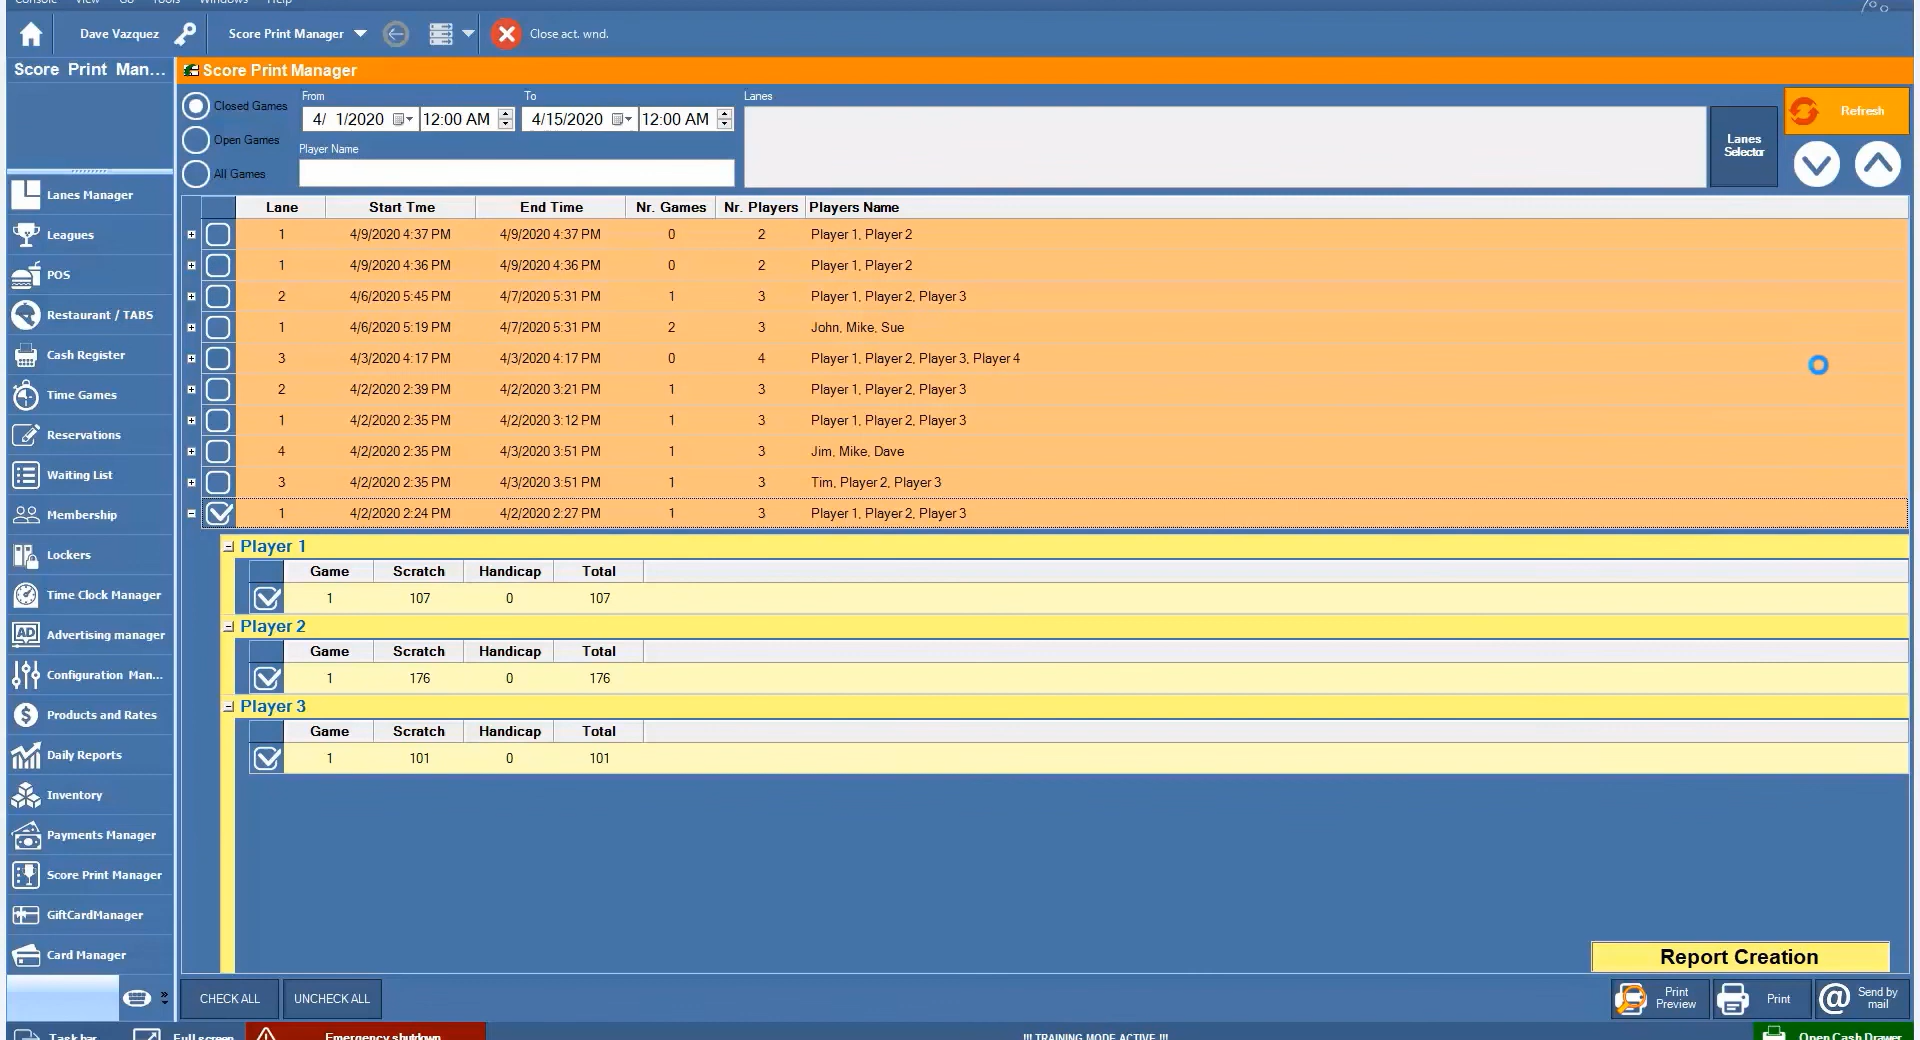 Console View Go Tools Windows Help
Dave Vazquez Score Print Manager Close act. wnd.
Score Print Man...
Score Print Manager
Closed Games
Open Games
All Games
From To
4/ 1/2020 12:00 AM 4/15/2020 12:00 AM
Player Name
Lanes
Lanes
Selector
Refresh
Lanes Manager
Leagues
POS
Restaurant / TABS
Cash Register
Time Games
Reservations
Waiting List
Membership
Lockers
Time Clock Manager
AD Advertising manager
Configuration Man...
$ Products and Rates
Daily Reports
Inventory
Payments Manager
Score Print Manager
GiftCardManager
Card Manager
Lane Start Tme End Time Nr. Games Nr. Players Players Name
1 4/9/2020 4:37 PM 4/9/2020 4:37 PM 0 2 Player 1, Player 2
1 4/9/2020 4:36 PM 4/9/2020 4:36 PM 0 2 Player 1, Player 2
2 4/6/2020 5:45 PM 4/7/2020 5:31 PM 1 3 Player 1, Player 2, Player 3
1 4/6/2020 5:19 PM 4/7/2020 5:31 PM 2 3 John, Mike, Sue
3 4/3/2020 4:17 PM 4/3/2020 4:17 PM 0 4 Player 1, Player 2, Player 3, Player 4
2 4/2/2020 2:39 PM 4/2/2020 3:21 PM 1 3 Player 1, Player 2, Player 3
1 4/2/2020 2:35 PM 4/2/2020 3:12 PM 1 3 Player 1, Player 2, Player 3
4 4/2/2020 2:35 PM 4/3/2020 3:51 PM 1 3 Jim, Mike, Dave
3 4/2/2020 2:35 PM 4/3/2020 3:51 PM 1 3 Tim, Player 2, Player 3
1 4/2/2020 2:24 PM 4/2/2020 2:27 PM 1 3 Player 1, Player 2, Player 3
Player 1
Game Scratch Handicap Total
1 107 0 107
Player 2
Game Scratch Handicap Total
1 176 0 176
Player 3
Game Scratch Handicap Total
1 101 0 101
Report Creation
CHECK ALL UNCHECK ALL
Print
Preview
Print
@ Send by
mail
Task bar Full screen Emergency shutdown !!! TRAINING MODE ACTIVE !!! Open Cash Drawer